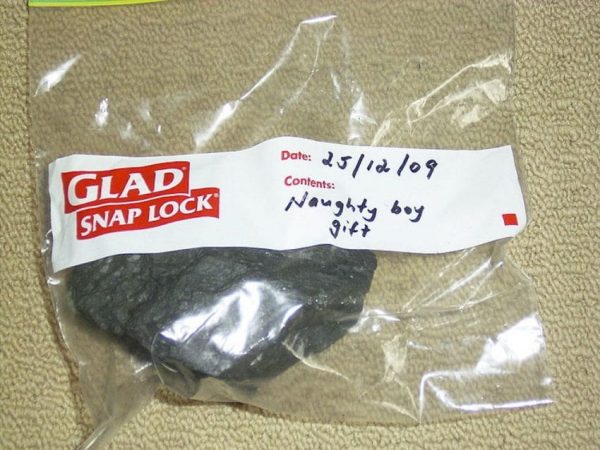 GLAD®
SNAP LOCK®
Date: 25/12/09
Contents:
Naughty boy
gift